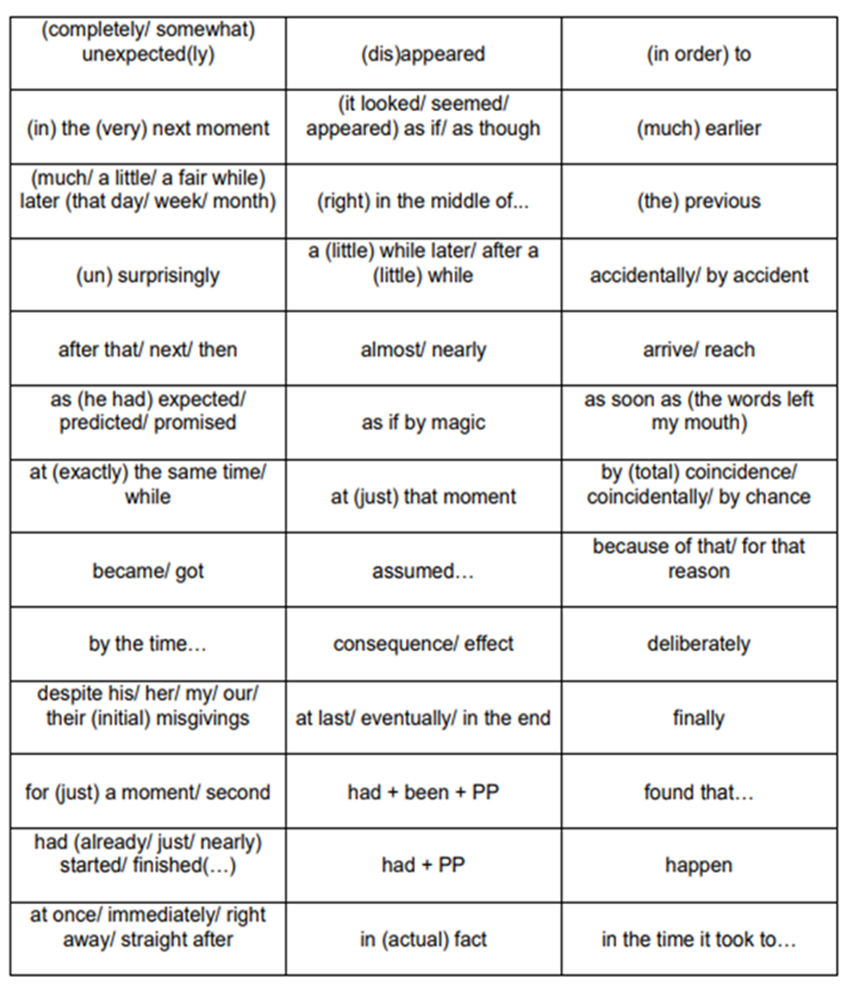 (completely/ somewhat)
unexpected(ly)
(dis)appeared
(in order) to
(in) the (very) next moment
(it looked/ seemed/
appeared) as if/ as though
(much) earlier
(much/ a little/ a fair while)
later (that day/ week/ month)
(right) in the middle of...
(the) previous
(un) surprisingly
a (little) while later/ after a
(little) while
accidentally/ by accident
after that/ next/ then
almost/ nearly
arrive/ reach
as (he had) expected/
predicted/ promised
as if by magic
as soon as (the words left
my mouth)
at (exactly) the same time/
while
at (just) that moment
by (total) coincidence/
coincidentally/ by chance
became/ got
assumed…
because of that/ for that
reason
by the time…
consequence/ effect
deliberately
despite his/ her/ my/ our/
their (initial) misgivings
at last/ eventually/ in the end
finally
for (just) a moment/ second
had + been + PP
found that…
had (already/ just/ nearly)
started/ finished(…)
had + PP
happen
at once/ immediately/ right
away/ straight after
in (actual) fact
in the time it took to…